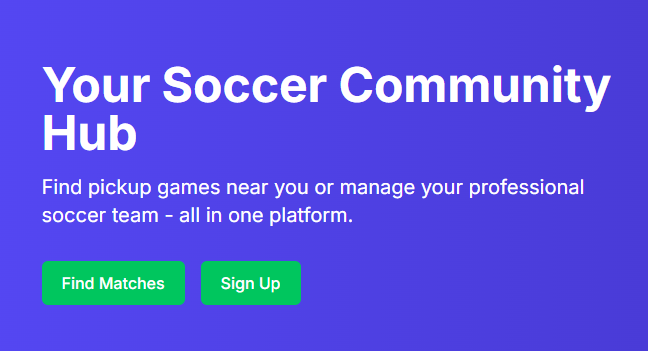 Your Soccer Community
Hub
Find pickup games near you or manage your professional
soccer team - all in one platform.
Find Matches
Sign Up